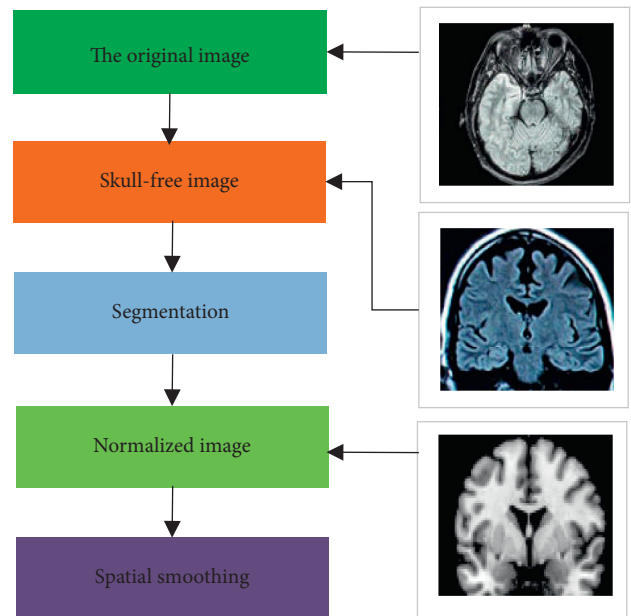 The original image
Skull-free image
Segmentation
Normalized image
Spatial smoothing